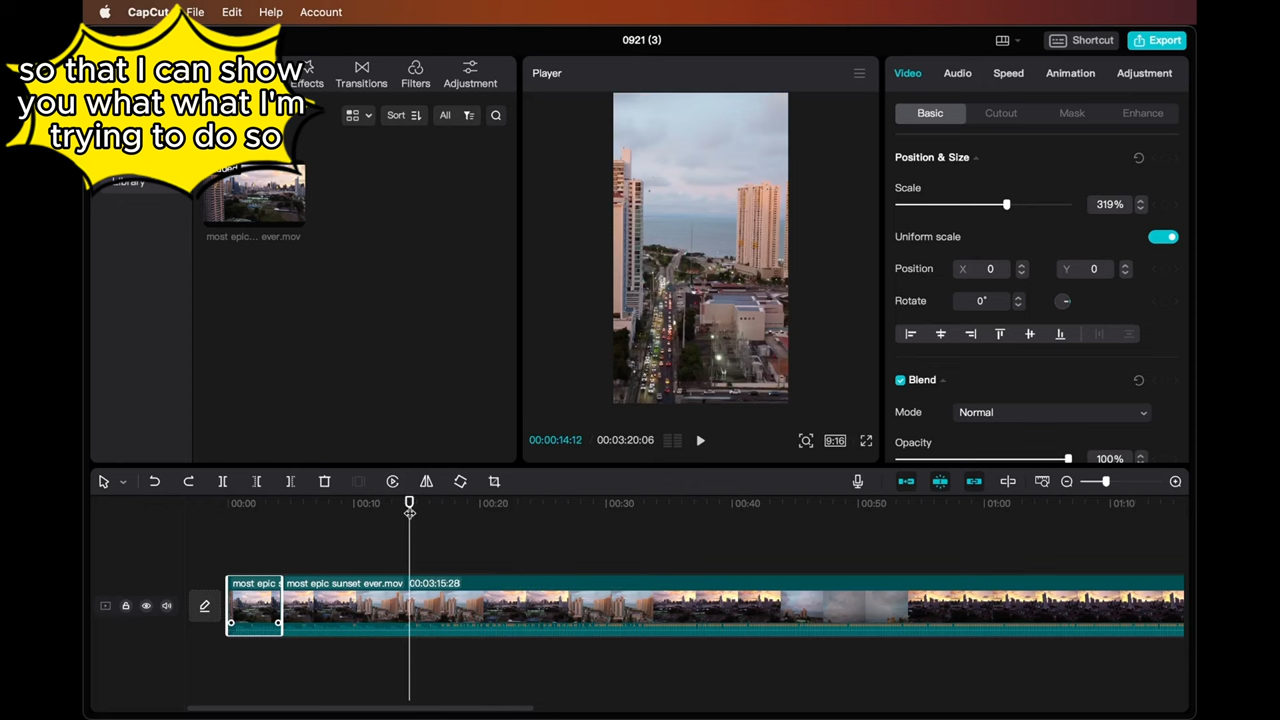 CapCut File Edit Help Account
so that I can show
you what what I'm
trying to do so
0921 (3)
Shortcut
Export
Effects Transitions Filters Adjustment
Sort All
Library
most epic... ever.mov
Player
00:00:14:12 00:03:20:06
9:16
Video Audio Speed Animation Adjustment
Basic Cutout Mask Enhance
Position & Size
Scale
319%
Uniform scale
Position X 0 Y 0
Rotate 0°
Blend
Mode Normal
Opacity
100%
00:00 00:10 00:20 00:30 00:40 00:50 01:00 01:10
most epic s most epic sunset ever.mov 00:03:15:28